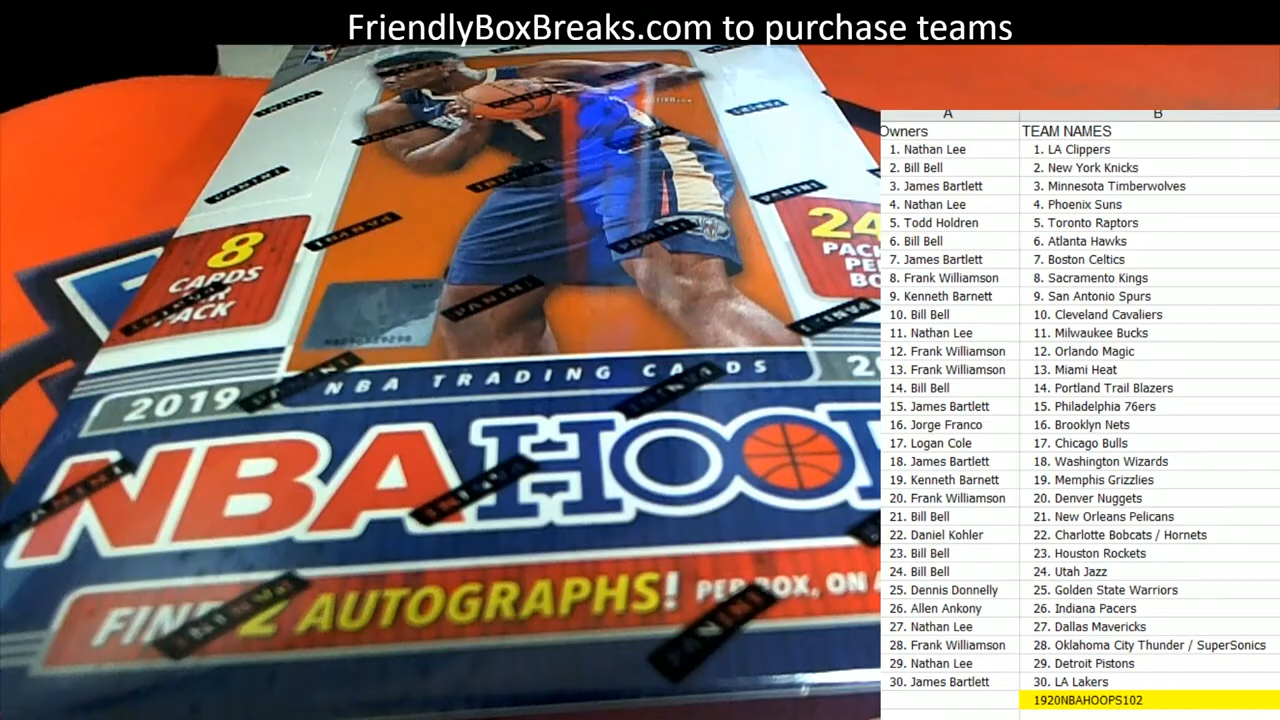 FriendlyBoxBreaks.com to purchase teams
A B
Owners TEAM NAMES
1. Nathan Lee 1. LA Clippers
2. Bill Bell 2. New York Knicks
3. James Bartlett 3. Minnesota Timberwolves
4. Nathan Lee 4. Phoenix Suns
5. Todd Holdren 5. Toronto Raptors
6. Bill Bell 6. Atlanta Hawks
7. James Bartlett 7. Boston Celtics
8. Frank Williamson 8. Sacramento Kings
9. Kenneth Barnett 9. San Antonio Spurs
10. Bill Bell 10. Cleveland Cavaliers
11. Nathan Lee 11. Milwaukee Bucks
12. Frank Williamson 12. Orlando Magic
13. Frank Williamson 13. Miami Heat
14. Bill Bell 14. Portland Trail Blazers
15. James Bartlett 15. Philadelphia 76ers
16. Jorge Franco 16. Brooklyn Nets
17. Logan Cole 17. Chicago Bulls
18. James Bartlett 18. Washington Wizards
19. Kenneth Barnett 19. Memphis Grizzlies
20. Frank Williamson 20. Denver Nuggets
21. Bill Bell 21. New Orleans Pelicans
22. Daniel Kohler 22. Charlotte Bobcats / Hornets
23. Bill Bell 23. Houston Rockets
24. Bill Bell 24. Utah Jazz
25. Dennis Donnelly 25. Golden State Warriors
26. Allen Ankony 26. Indiana Pacers
27. Nathan Lee 27. Dallas Mavericks
28. Frank Williamson 28. Oklahoma City Thunder / SuperSonics
29. Nathan Lee 29. Detroit Pistons
30. James Bartlett 30. LA Lakers
1920NBAHOOPS102
8
CARDS
PACK
24
NBA TRADING CARDS
2019
NBA HOO
FIND 2 AUTOGRAPHS! PER BOX, ON
PANINI